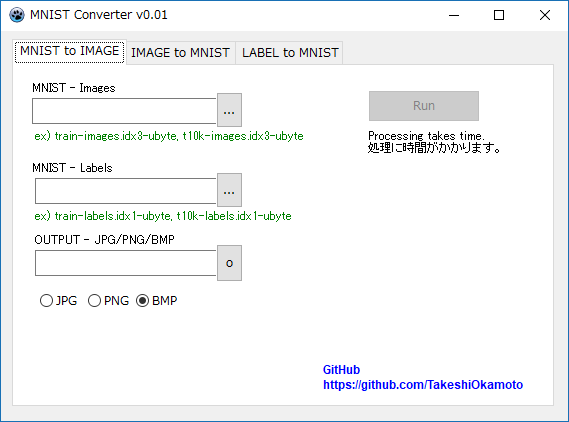 MNIST Converter v0.01
MNIST to IMAGE
IMAGE to MNIST
LABEL to MNIST
MNIST - Images
...
ex) train-images.idx3-ubyte, t10k-images.idx3-ubyte
Run
Processing takes time.
処理に時間がかかります。
MNIST - Labels
...
ex) train-labels.idx1-ubyte, t10k-labels.idx1-ubyte
OUTPUT - JPG/PNG/BMP
o
JPG
PNG
BMP
GitHub
https://github.com/TakeshiOkamoto